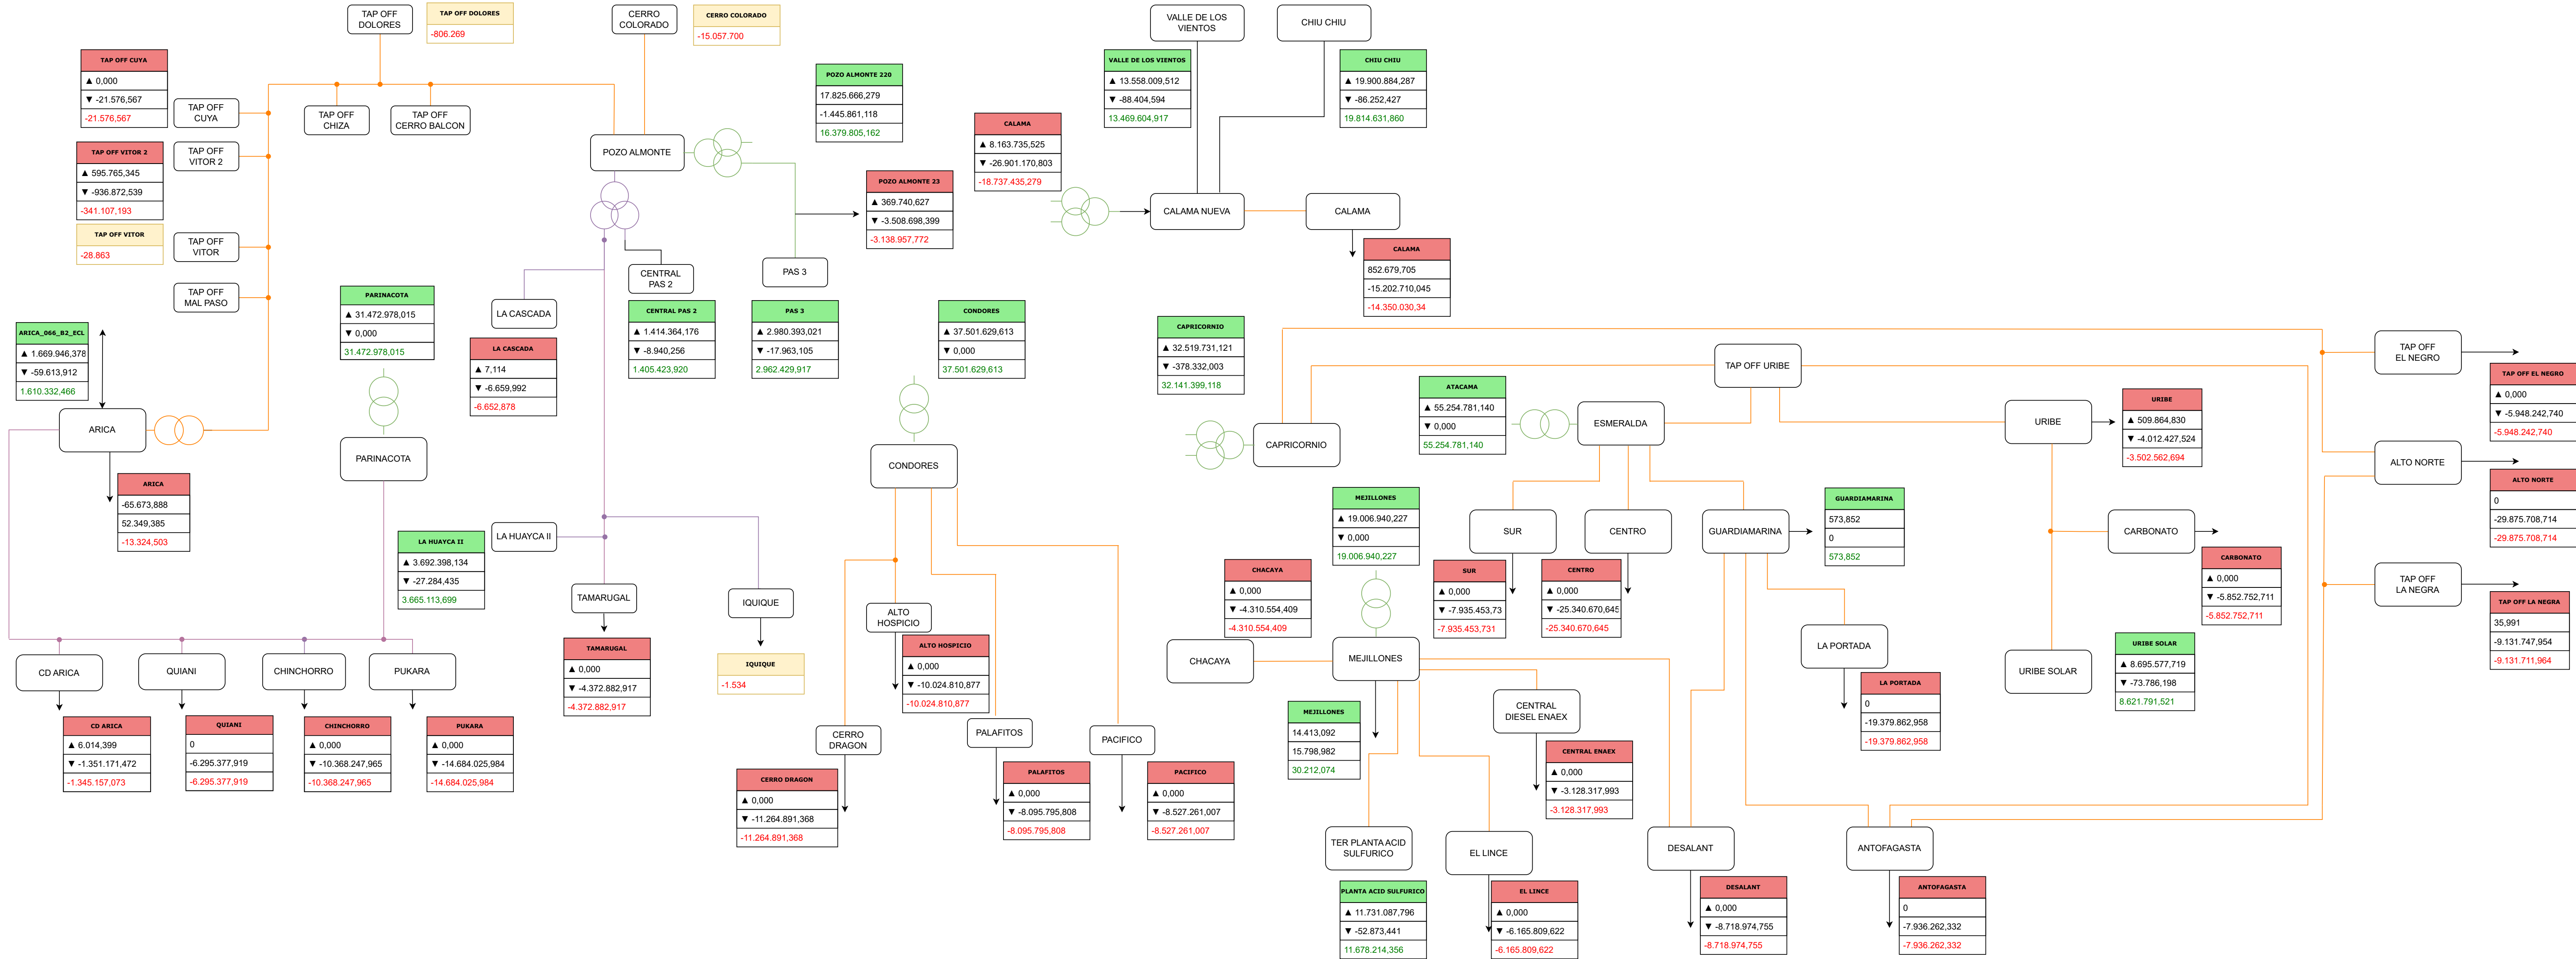 TAP OFF
DOLORES
TAP OFF DOLORES
-806.269
CERRO
COLORADO
CERRO COLORADO
-15.057.700
TAP OFF CUYA
▲ 0,000
▼ -21.576,567
-21.576,567
TAP OFF
CUYA
TAP OFF
CHIZA
TAP OFF
CERRO BALCON
TAP OFF VITOR 2
▲ 595.765,345
▼ -936.872,539
-341.107,193
TAP OFF
VITOR 2
TAP OFF VITOR
-28.863
TAP OFF
VITOR
TAP OFF
MAL PASO
POZO ALMONTE
POZO ALMONTE 220
17.825.666,279
-1.445.861,118
16.379.805,162
POZO ALMONTE 23
▲ 369.740,627
▼ -3.508.698,399
-3.138.957,772
PAS 3
CENTRAL
PAS 2
LA CASCADA
LA CASCADA
▲ 7,114
▼ -6.659,992
-6.652,878
CENTRAL PAS 2
▲ 1.414.364,176
▼ -8.940,256
1.405.423,920
PAS 3
▲ 2.980.393,021
▼ -17.963,105
2.962.429,917
ARICA_066_B2_ECL
▲ 1.669.946,378
▼ -59.613,912
1.610.332,466
ARICA
ARICA
-65.673,888
52.349,385
-13.324,503
PARINACOTA
▲ 31.472.978,015
▼ 0,000
31.472.978,015
PARINACOTA
LA HUAYCA II
▲ 3.692.398,134
▼ -27.284,435
3.665.113,699
LA HUAYCA II
TAMARUGAL
TAMARUGAL
▲ 0,000
▼ -4.372.882,917
-4.372.882,917
IQUIQUE
IQUIQUE
-1.534
CD ARICA
QUIANI
CHINCHORRO
PUKARA
CD ARICA
▲ 6.014,399
▼ -1.351.171,472
-1.345.157,073
QUIANI
0
-6.295.377,919
-6.295.377,919
CHINCHORRO
▲ 0,000
▼ -10.368.247,965
-10.368.247,965
PUKARA
▲ 0,000
▼ -14.684.025,984
-14.684.025,984
CONDORES
▲ 37.501.629,613
▼ 0,000
37.501.629,613
CONDORES
ALTO
HOSPICIO
ALTO HOSPICIO
▲ 0,000
▼ -10.024.810,877
-10.024.810,877
CERRO
DRAGON
CERRO DRAGON
▲ 0,000
▼ -11.264.891,368
-11.264.891,368
PALAFITOS
PALAFITOS
▲ 0,000
▼ -8.095.795,808
-8.095.795,808
PACIFICO
PACIFICO
▲ 0,000
▼ -8.527.261,007
-8.527.261,007
VALLE DE LOS
VIENTOS
CHIU CHIU
VALLE DE LOS VIENTOS
▲ 13.558.009,512
▼ -88.404,594
13.469.604,917
CHIU CHIU
▲ 19.900.884,287
▼ -86.252,427
19.814.631,860
CALAMA
▲ 8.163.735,525
▼ -26.901.170,803
-18.737.435,279
CALAMA NUEVA
CALAMA
CALAMA
852.679,705
-15.202.710,045
-14.350.030,34
CAPRICORNIO
▲ 32.519.731,121
▼ -378.332,003
32.141.399,118
CAPRICORNIO
TAP OFF URIBE
ATACAMA
▲ 55.254.781,140
▼ 0,000
55.254.781,140
ESMERALDA
URIBE
URIBE
▲ 509.864,830
▼ -4.012.427,524
-3.502.562,694
TAP OFF
EL NEGRO
TAP OFF EL NEGRO
▲ 0,000
▼ -5.948.242,740
-5.948.242,740
ALTO NORTE
ALTO NORTE
0
-29.875.708,714
-29.875.708,714
TAP OFF
LA NEGRA
TAP OFF LA NEGRA
35,991
-9.131.747,954
-9.131.711,964
MEJILLONES
▲ 19.006.940,227
▼ 0,000
19.006.940,227
SUR
CENTRO
GUARDIAMARINA
GUARDIAMARINA
573,852
0
573,852
CARBONATO
CARBONATO
▲ 0,000
▼ -5.852.752,711
-5.852.752,711
CHACAYA
▲ 0,000
▼ -4.310.554,409
-4.310.554,409
CHACAYA
SUR
▲ 0,000
▼ -7.935.453,73
-7.935.453,731
CENTRO
▲ 0,000
▼ -25.340.670,645
-25.340.670,645
MEJILLONES
LA PORTADA
LA PORTADA
0
-19.379.862,958
-19.379.862,958
URIBE SOLAR
URIBE SOLAR
▲ 8.695.577,719
▼ -73.786,198
8.621.791,521
MEJILLONES
14.413,092
15.798,982
30.212,074
CENTRAL
DIESEL ENAEX
CENTRAL ENAEX
▲ 0,000
▼ -3.128.317,993
-3.128.317,993
TER PLANTA ACID
SULFURICO
EL LINCE
DESALANT
ANTOFAGASTA
PLANTA ACID SULFURICO
▲ 11.731.087,796
▼ -52.873,441
11.678.214,356
EL LINCE
▲ 0,000
▼ -6.165.809,622
-6.165.809,622
DESALANT
▲ 0,000
▼ -8.718.974,755
-8.718.974,755
ANTOFAGASTA
0
-7.936.262,332
-7.936.262,332